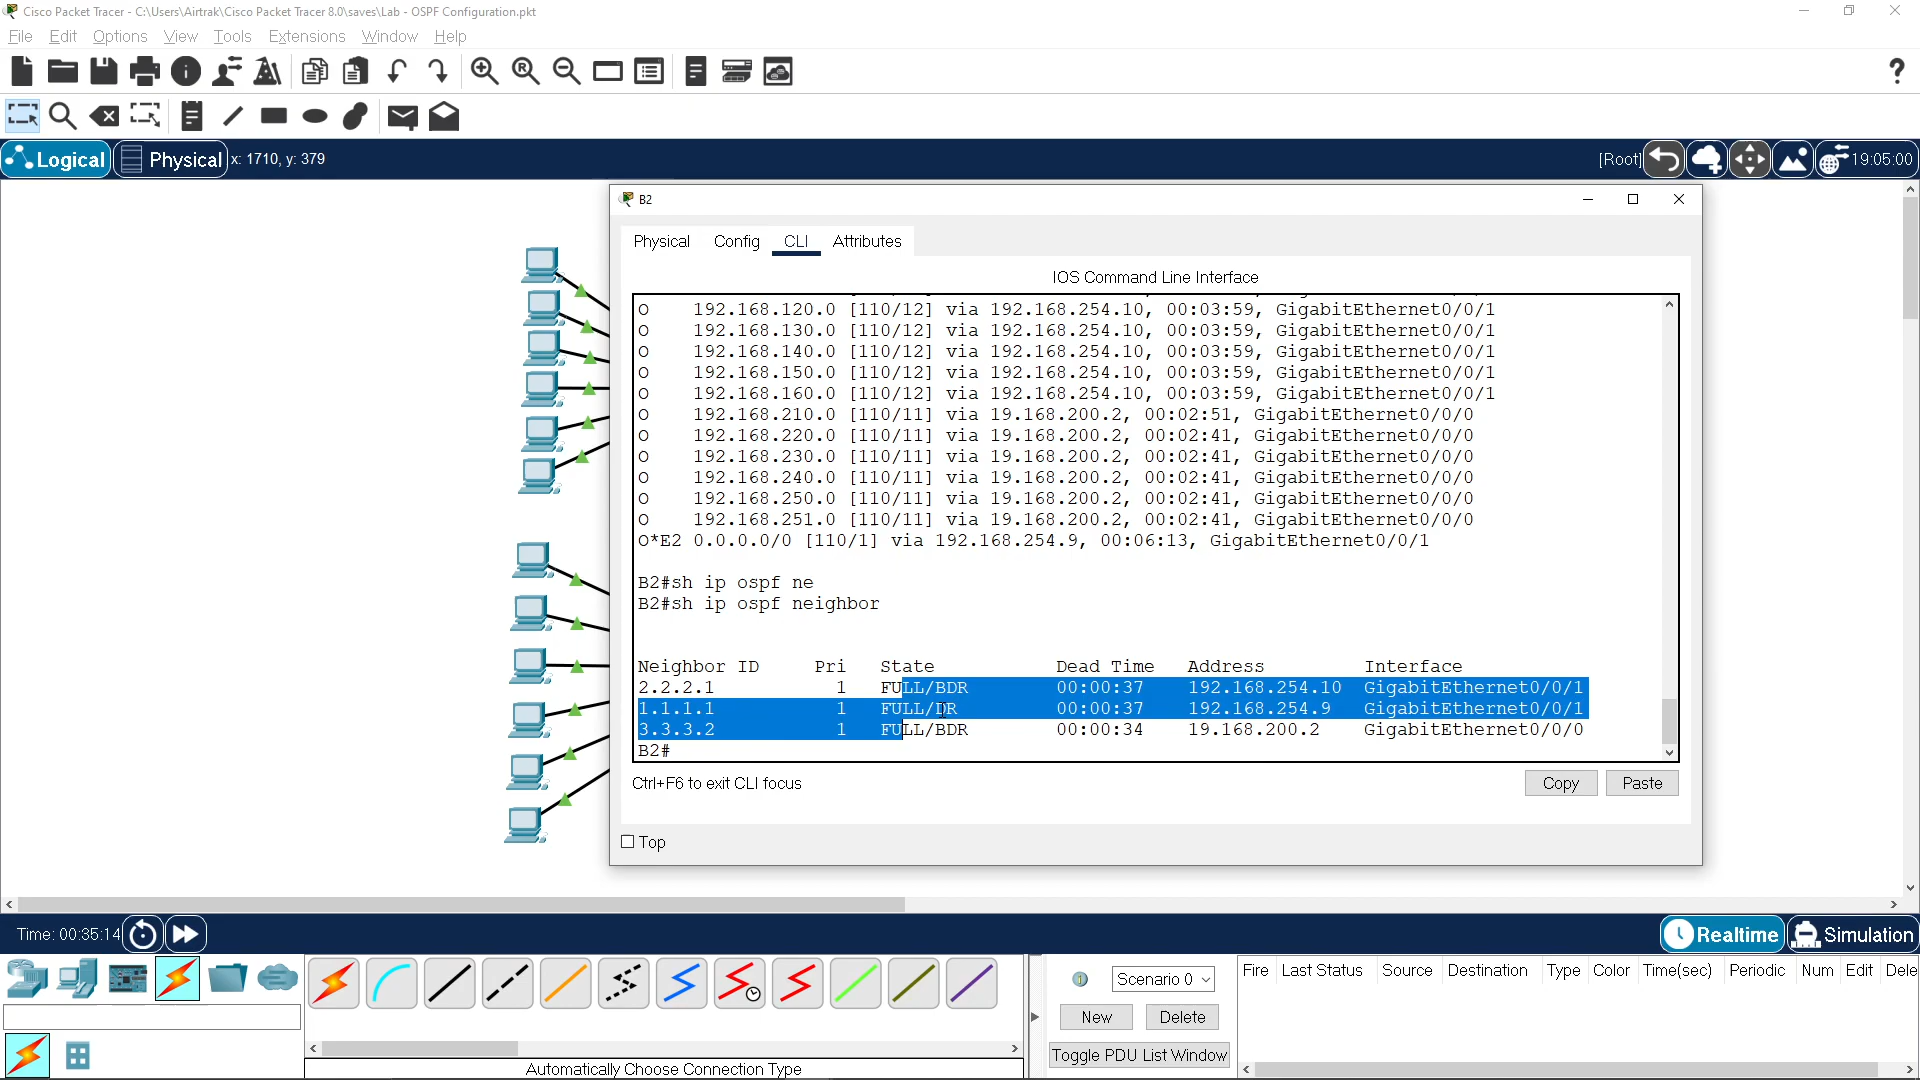 Cisco Packet Tracer - C:\Users\Airtrak\Cisco Packet Tracer 8.0\saves\Lab - OSPF Configuration.pkt
File Edit Options View Tools Extensions Window Help
?
Logical Physical x: 1710, y: 379 [Root] 19:05:00
B2
Physical Config CLI Attributes
IOS Command Line Interface
O 192.168.120.0 [110/12] via 192.168.254.10, 00:03:59, GigabitEthernet0/0/1
O 192.168.130.0 [110/12] via 192.168.254.10, 00:03:59, GigabitEthernet0/0/1
O 192.168.140.0 [110/12] via 192.168.254.10, 00:03:59, GigabitEthernet0/0/1
O 192.168.150.0 [110/12] via 192.168.254.10, 00:03:59, GigabitEthernet0/0/1
O 192.168.160.0 [110/12] via 192.168.254.10, 00:03:59, GigabitEthernet0/0/1
O 192.168.210.0 [110/11] via 19.168.200.2, 00:02:51, GigabitEthernet0/0/0
O 192.168.220.0 [110/11] via 19.168.200.2, 00:02:41, GigabitEthernet0/0/0
O 192.168.230.0 [110/11] via 19.168.200.2, 00:02:41, GigabitEthernet0/0/0
O 192.168.240.0 [110/11] via 19.168.200.2, 00:02:41, GigabitEthernet0/0/0
O 192.168.250.0 [110/11] via 19.168.200.2, 00:02:41, GigabitEthernet0/0/0
O 192.168.251.0 [110/11] via 19.168.200.2, 00:02:41, GigabitEthernet0/0/0
O*E2 0.0.0.0/0 [110/1] via 192.168.254.9, 00:06:13, GigabitEthernet0/0/1
B2#sh ip ospf ne
B2#sh ip ospf neighbor
Neighbor ID Pri State Dead Time Address Interface
2.2.2.1 1 FULL/BDR 00:00:37 192.168.254.10 GigabitEthernet0/0/1
1.1.1.1 1 FULL/DR 00:00:37 192.168.254.9 GigabitEthernet0/0/1
3.3.3.2 1 FULL/BDR 00:00:34 19.168.200.2 GigabitEthernet0/0/0
B2#
Ctrl+F6 to exit CLI focus
Copy Paste
Top
Time: 00:35:14
Realtime Simulation
Scenario 0
New Delete
Toggle PDU List Window
Fire Last Status Source Destination Type Color Time(sec) Periodic Num Edit Dele
Automatically Choose Connection Type